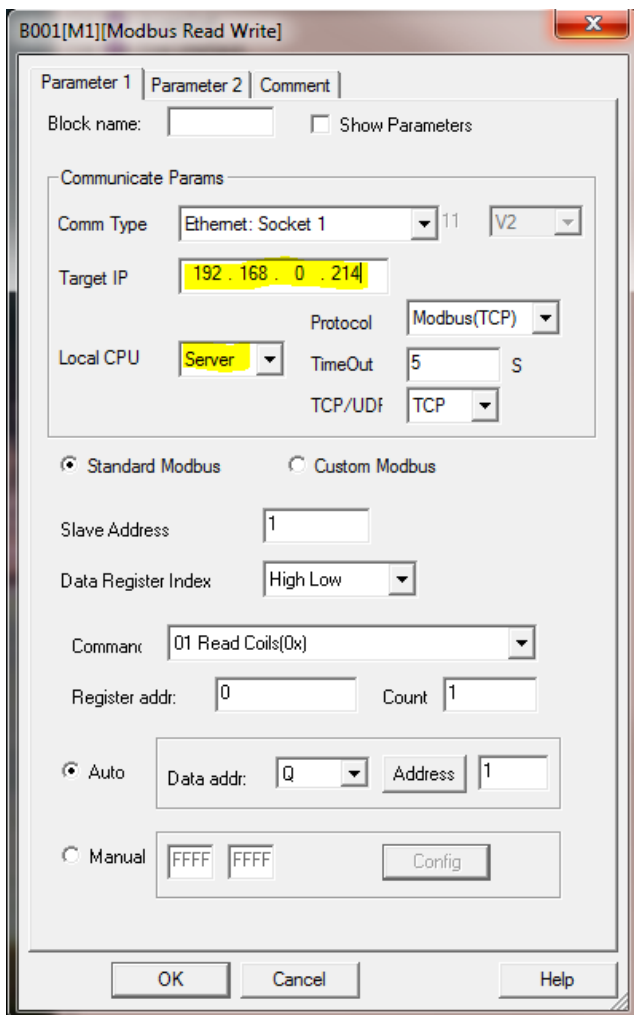 B001[M1][Modbus Read Write]
Parameter 1 Parameter 2 Comment
Block name: Show Parameters
Communicate Params
Comm Type Ethernet: Socket 1 11 V2
Target IP 192 . 168 . 0 . 214
Protocol Modbus(TCP)
Local CPU Server TimeOut 5 S
TCP/UDF TCP
Standard Modbus Custom Modbus
Slave Address 1
Data Register Index High Low
Commanc 01 Read Coils(0x)
Register addr: 0 Count 1
Auto Data addr: Q Address 1
Manual FFFF FFFF Config
OK Cancel Help